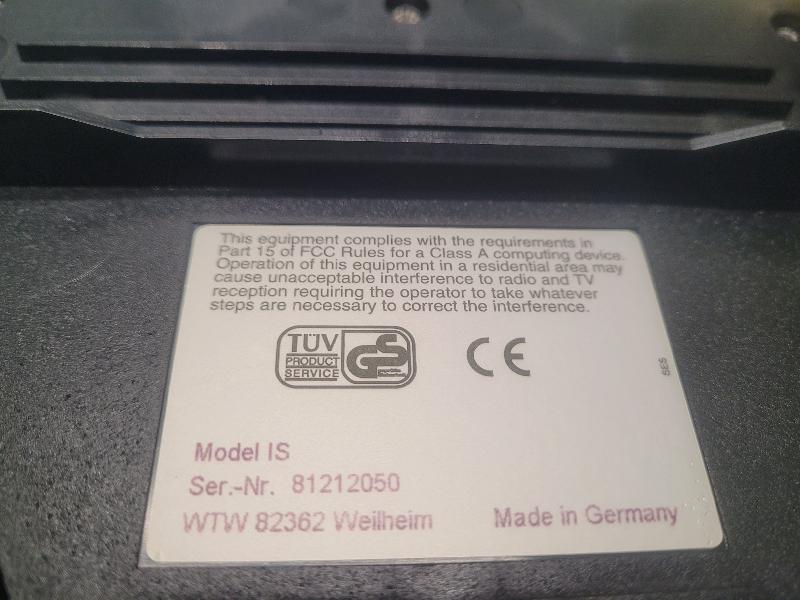 This equipment complies with the requirements in
Part 15 of FCC Rules for a Class A computing device.
Operation of this equipment in a residential area may
cause unacceptable interference to radio and TV
reception requiring the operator to take whatever
steps are necessary to correct the interference.
TÜV
PRODUCT
SERVICE
GS
CE
Model IS
Ser.-Nr. 81212050
WTW 82362 Weilheim
Made in Germany